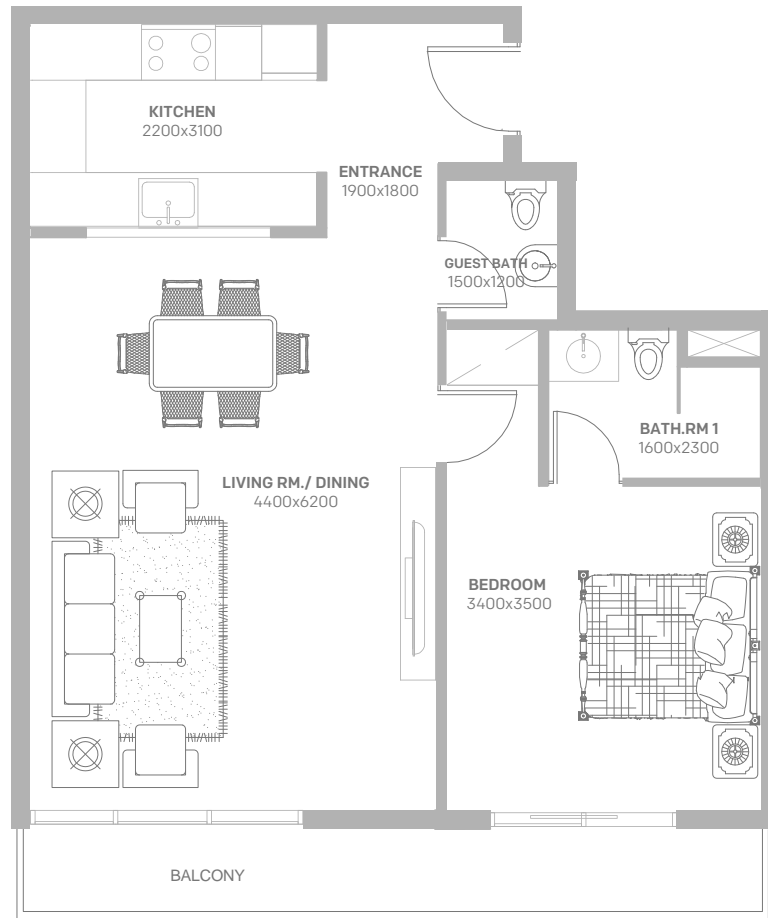 KITCHEN
2200x3100
ENTRANCE
1900x1800
GUEST BATH
1500x1200
BATH.RM 1
1600x2300
LIVING RM./ DINING
4400x6200
BEDROOM
3400x3500
BALCONY